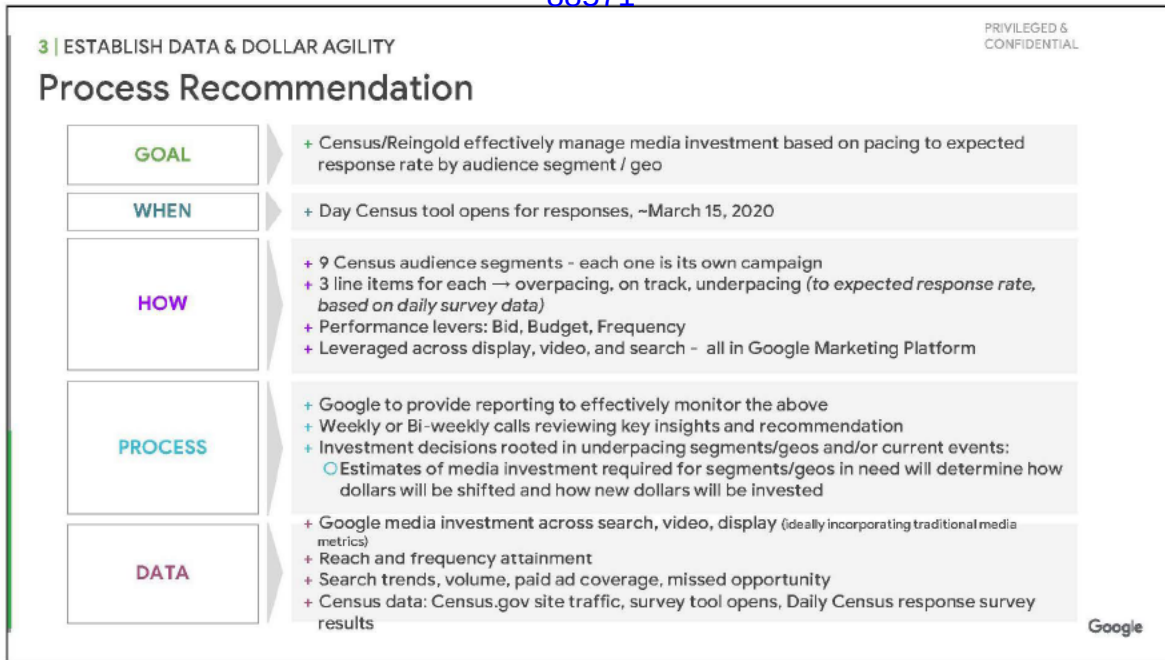 3 | ESTABLISH DATA & DOLLAR AGILITY
PRIVILEGED &
CONFIDENTIAL
Process Recommendation
GOAL
+ Census/Reingold effectively manage media investment based on pacing to expected
response rate by audience segment / geo
WHEN
+ Day Census tool opens for responses, ~March 15, 2020
HOW
+ 9 Census audience segments - each one is its own campaign
+ 3 line items for each → overpacing, on track, underpacing (to expected response rate,
based on daily survey data)
+ Performance levers: Bid, Budget, Frequency
+ Leveraged across display, video, and search - all in Google Marketing Platform
PROCESS
+ Google to provide reporting to effectively monitor the above
+ Weekly or Bi-weekly calls reviewing key insights and recommendation
+ Investment decisions rooted in underpacing segments/geos and/or current events:
○Estimates of media investment required for segments/geos in need will determine how
dollars will be shifted and how new dollars will be invested
DATA
+ Google media investment across search, video, display (ideally incorporating traditional media
metrics)
+ Reach and frequency attainment
+ Search trends, volume, paid ad coverage, missed opportunity
+ Census data: Census.gov site traffic, survey tool opens, Daily Census response survey
results
Google